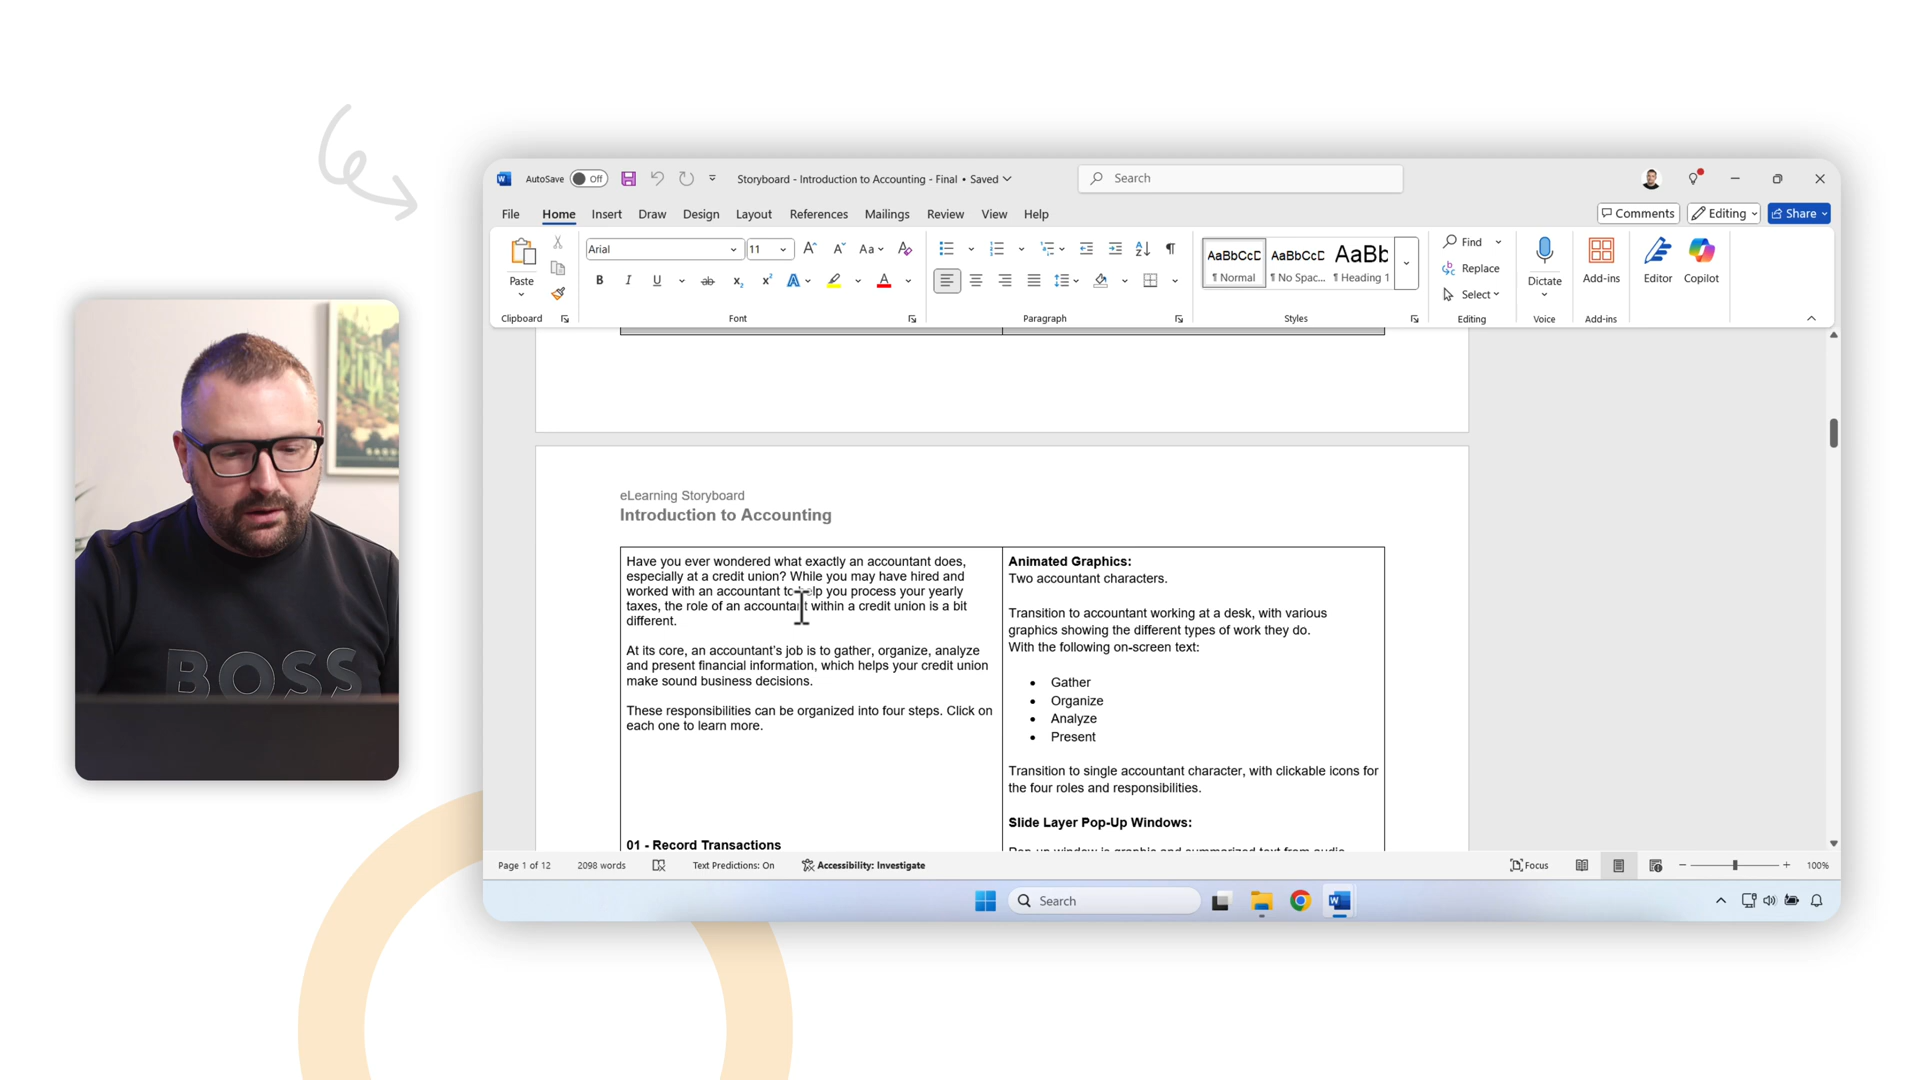 AutoSave Off Storyboard - Introduction to Accounting - Final • Saved Search
File Home Insert Draw Design Layout References Mailings Review View Help Comments Editing Share
Paste
Clipboard
Arial 11
Font
Paragraph
AaBbCcD AaBbCcD AaBb
¶ Normal ¶ No Spac... ¶ Heading 1
Styles
Find
Replace
Select
Editing
Dictate
Voice
Add-ins
Add-ins
Editor
Copilot
eLearning Storyboard
Introduction to Accounting
Have you ever wondered what exactly an accountant does,
especially at a credit union? While you may have hired and
worked with an accountant to help you process your yearly
taxes, the role of an accountant within a credit union is a bit
different.
At its core, an accountant's job is to gather, organize, analyze
and present financial information, which helps your credit union
make sound business decisions.
These responsibilities can be organized into four steps. Click on
each one to learn more.
01 - Record Transactions
Animated Graphics:
Two accountant characters.
Transition to accountant working at a desk, with various
graphics showing the different types of work they do.
With the following on-screen text:
• Gather
• Organize
• Analyze
• Present
Transition to single accountant character, with clickable icons for
the four roles and responsibilities.
Slide Layer Pop-Up Windows:
Page 1 of 12 2098 words Text Predictions: On Accessibility: Investigate Focus 100%
Search
BOSS